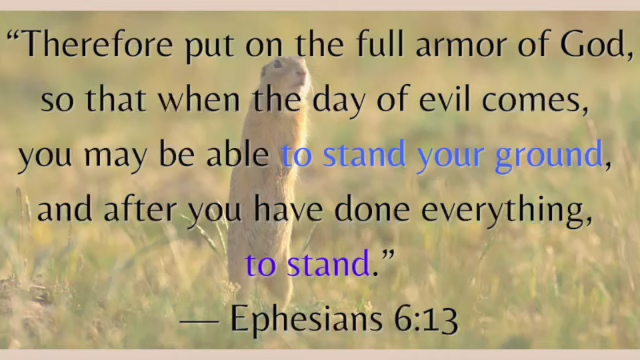 “Therefore put on the full armor of God,
so that when the day of evil comes,
you may be able to stand your ground,
and after you have done everything,
to stand.”
— Ephesians 6:13